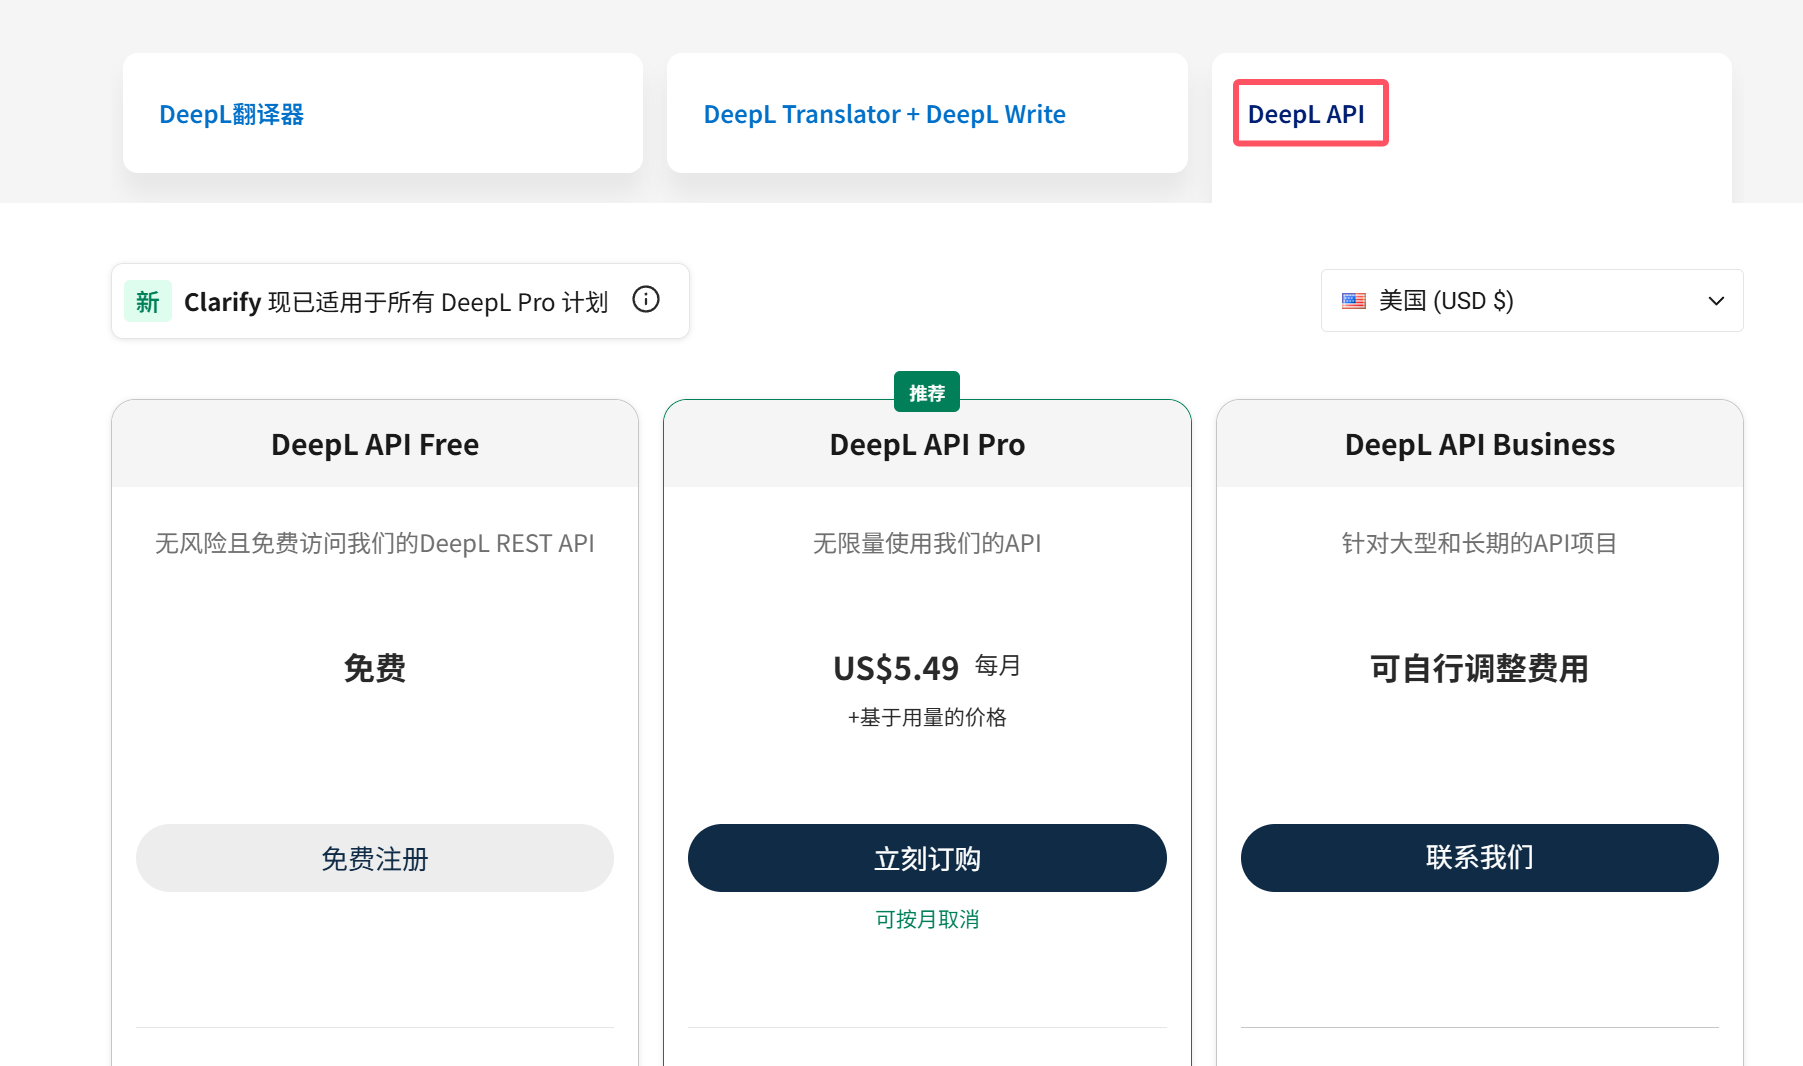 DeepL翻译器
DeepL Translator + DeepL Write
DeepL API
新 Clarify 现已适用于所有 DeepL Pro 计划
美国 (USD $)
推荐
DeepL API Free
无风险且免费访问我们的DeepL REST API
免费
免费注册
DeepL API Pro
无限量使用我们的API
US$5.49 每月
+基于用量的价格
立刻订购
可按月取消
DeepL API Business
针对大型和长期的API项目
可自行调整费用
联系我们